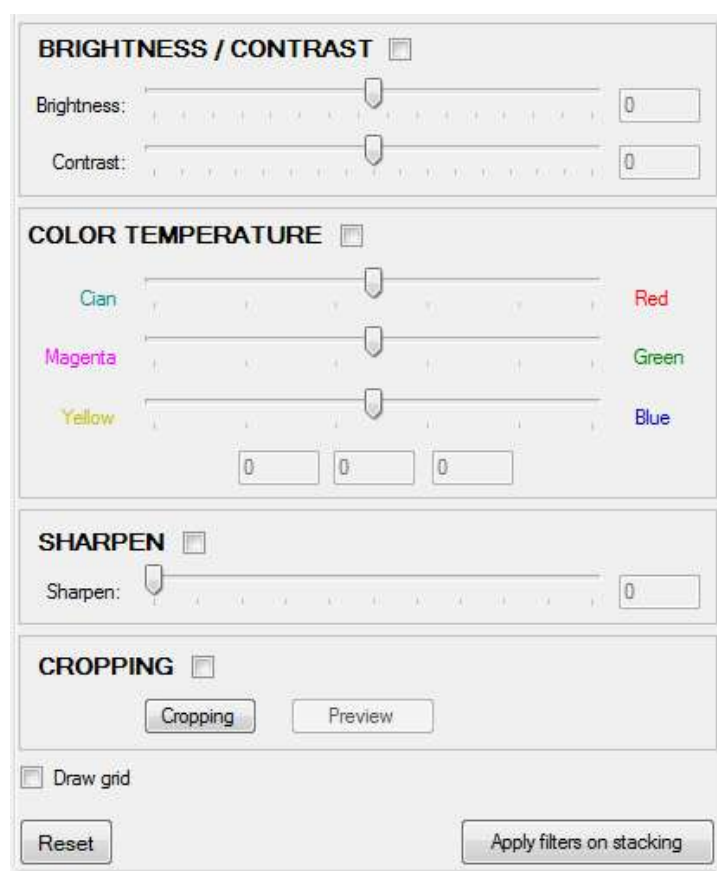 BRIGHTNESS / CONTRAST
Brightness: 0
Contrast: 0
COLOR TEMPERATURE
Cian Red
Magenta Green
Yellow Blue
0 0 0
SHARPEN
Sharpen: 0
CROPPING
Cropping Preview
Draw grid
Reset Apply filters on stacking